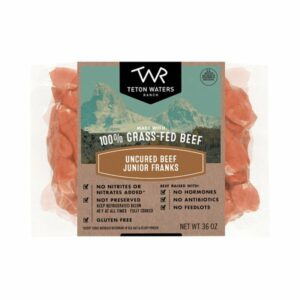 TWR
TETON WATERS
RANCH
MADE WITH
100% GRASS-FED BEEF
UNCURED BEEF
JUNIOR FRANKS
NO NITRITES OR
NITRATES ADDED*
NOT PRESERVED
KEEP REFRIGERATED BELOW
40°F AT ALL TIMES - FULLY COOKED
GLUTEN FREE
BEEF RAISED WITH:
NO HORMONES
NO ANTIBIOTICS
NO FEEDLOTS
NET WT 36 OZ